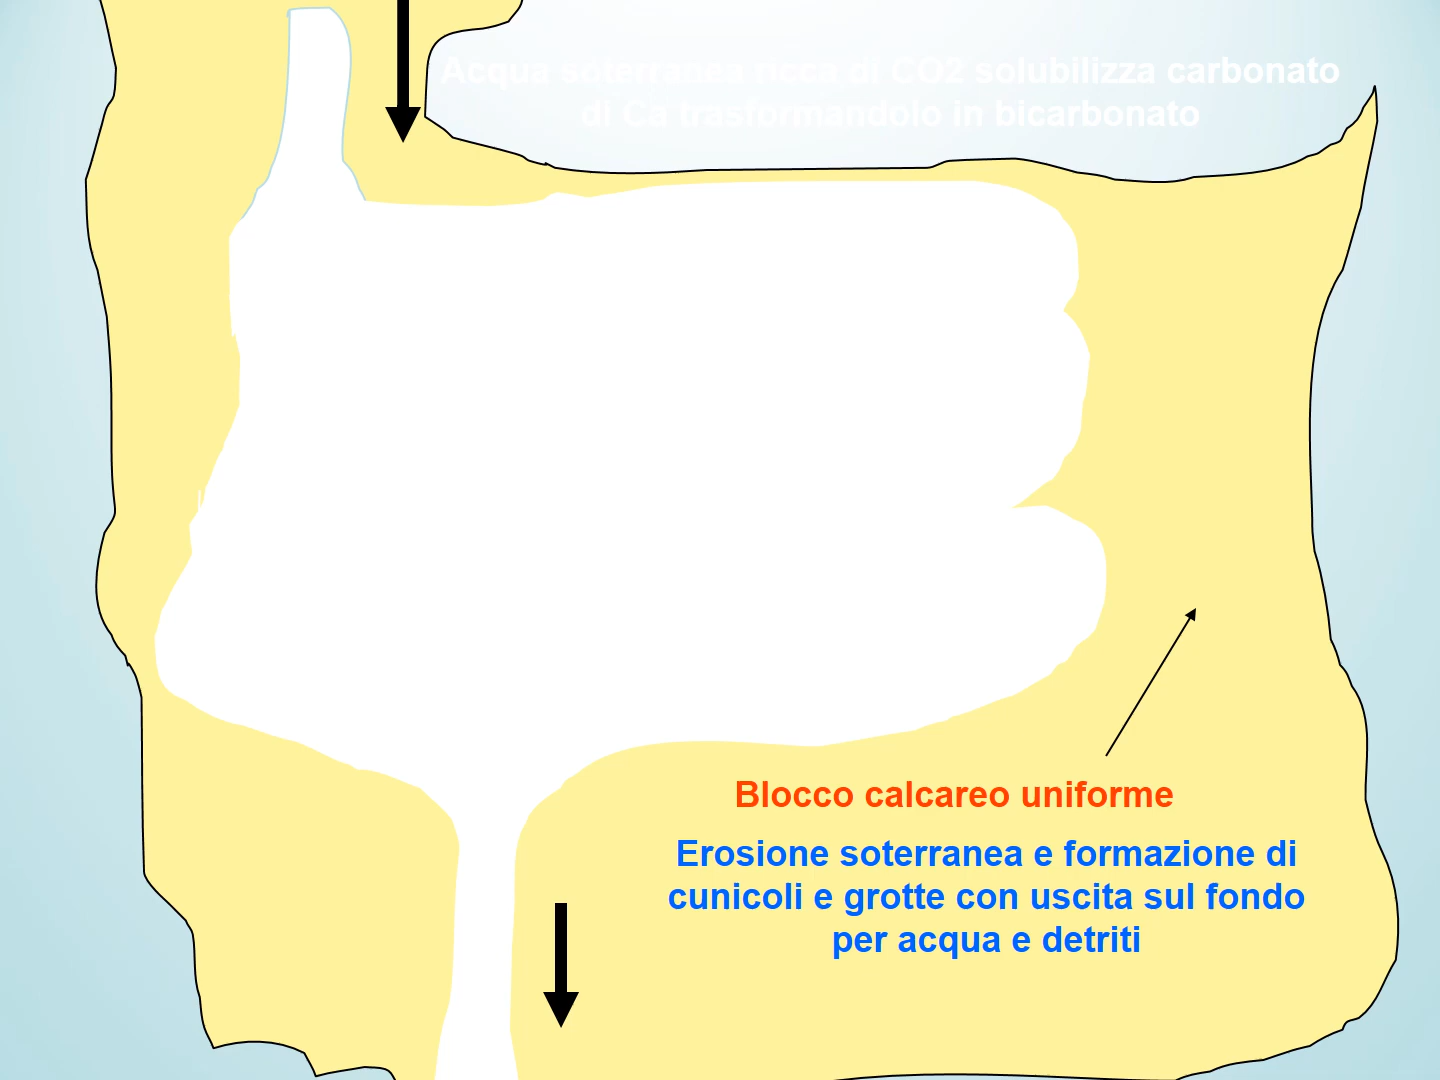 Acqua soterranea ricca di CO2 solubilizza carbonato
di Ca trasformandolo in bicarbonato
Blocco calcareo uniforme
Erosione soterranea e formazione di
cunicoli e grotte con uscita sul fondo
per acqua e detriti